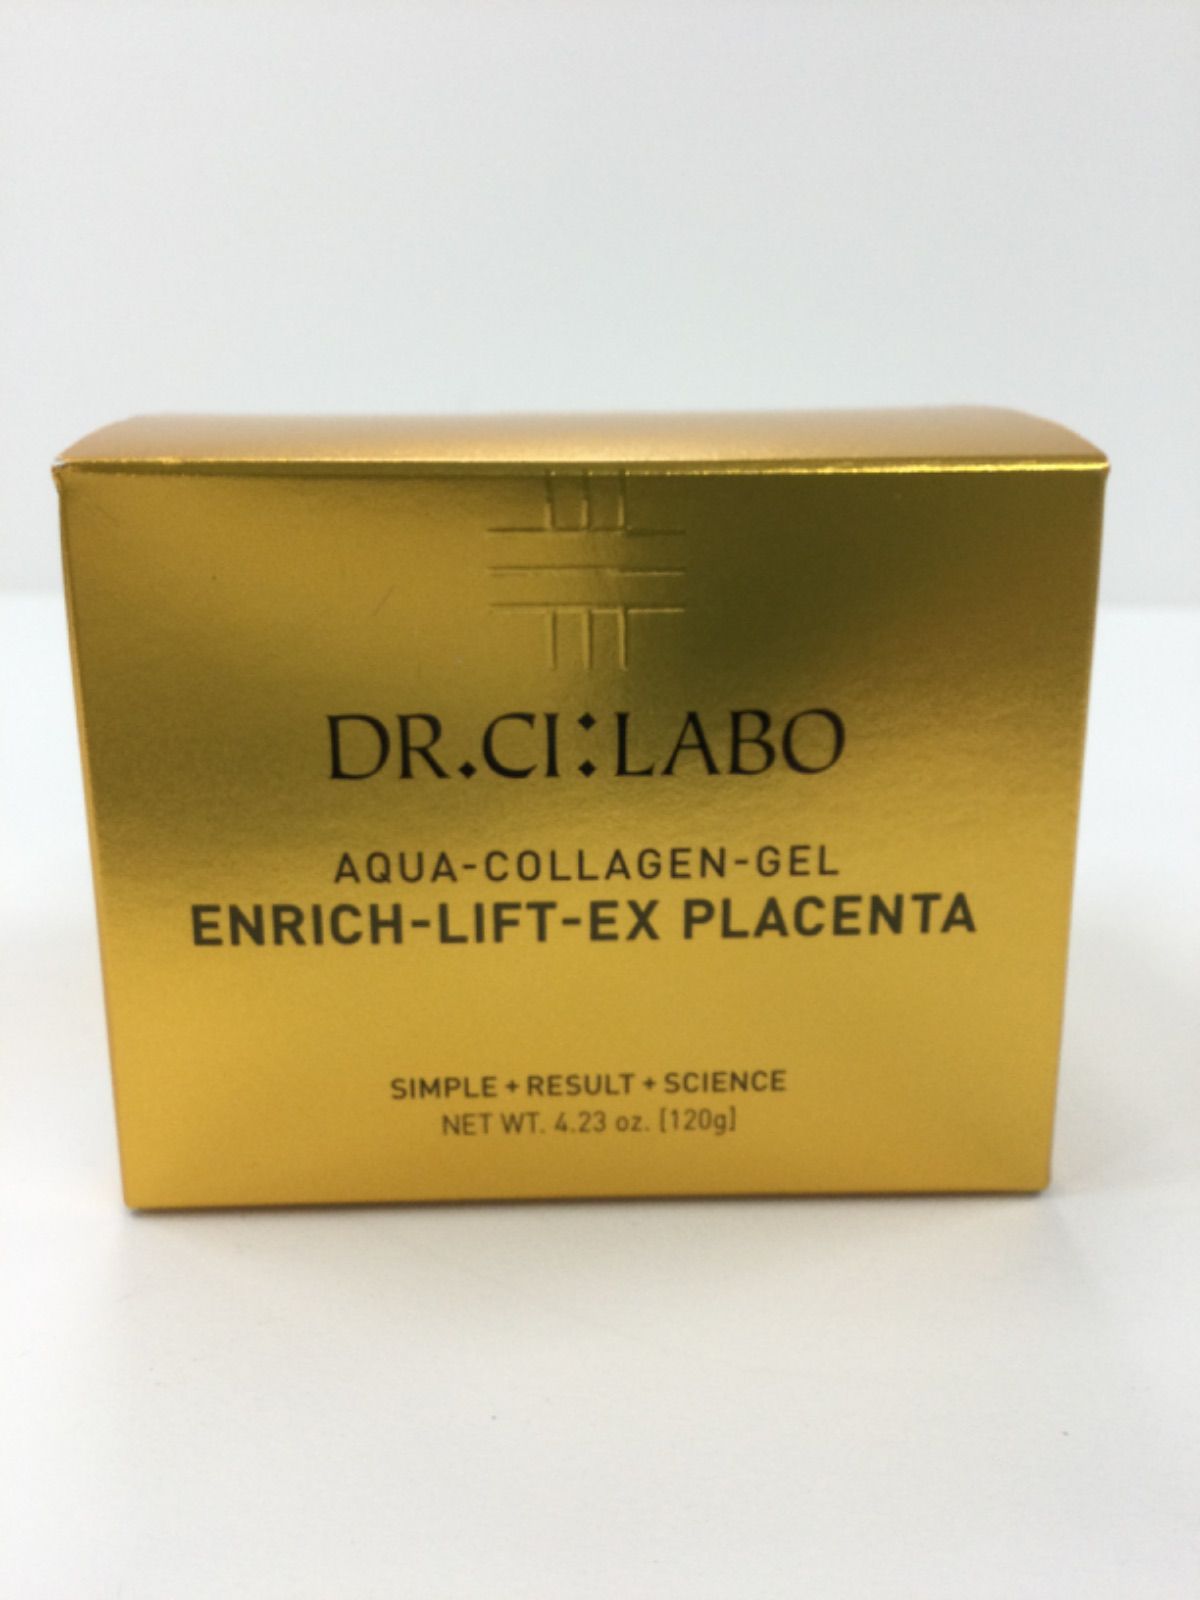 DR.CI:LABO
AQUA-COLLAGEN-GEL
ENRICH-LIFT-EX PLACENTA
SIMPLE + RESULT + SCIENCE
NET WT. 4.23 oz. [120g]